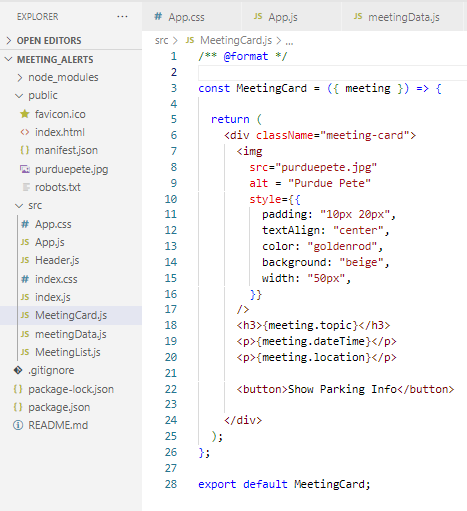 EXPLORER
...
OPEN EDITORS
MEETING_ALERTS
node_modules
public
favicon.ico
index.html
manifest.json
purduepete.jpg
robots.txt
src
App.css
JS App.js
JS Header.js
index.css
JS index.js
JS MeetingCard.js
JS meetingData.js
JS MeetingList.js
.gitignore
package-lock.json
package.json
README.md
App.css
JS App.js
JS meetingData.js
src > JS MeetingCard.js > ...
1 /** @format */
2
3 const MeetingCard = ({ meeting }) => {
4
5 return (
6 <div className="meeting-card">
7 <img
8 src="purduepete.jpg"
9 alt = "Purdue Pete"
10 style={{
11 padding: "10px 20px",
12 textAlign: "center",
13 color: "goldenrod",
14 background: "beige",
15 width: "50px",
16 }}
17 />
18 <h3>{meeting.topic}</h3>
19 <p>{meeting.dateTime}</p>
20 <p>{meeting.location}</p>
21
22 <button>Show Parking Info</button>
23
24 </div>
25 );
26 };
27
28 export default MeetingCard;